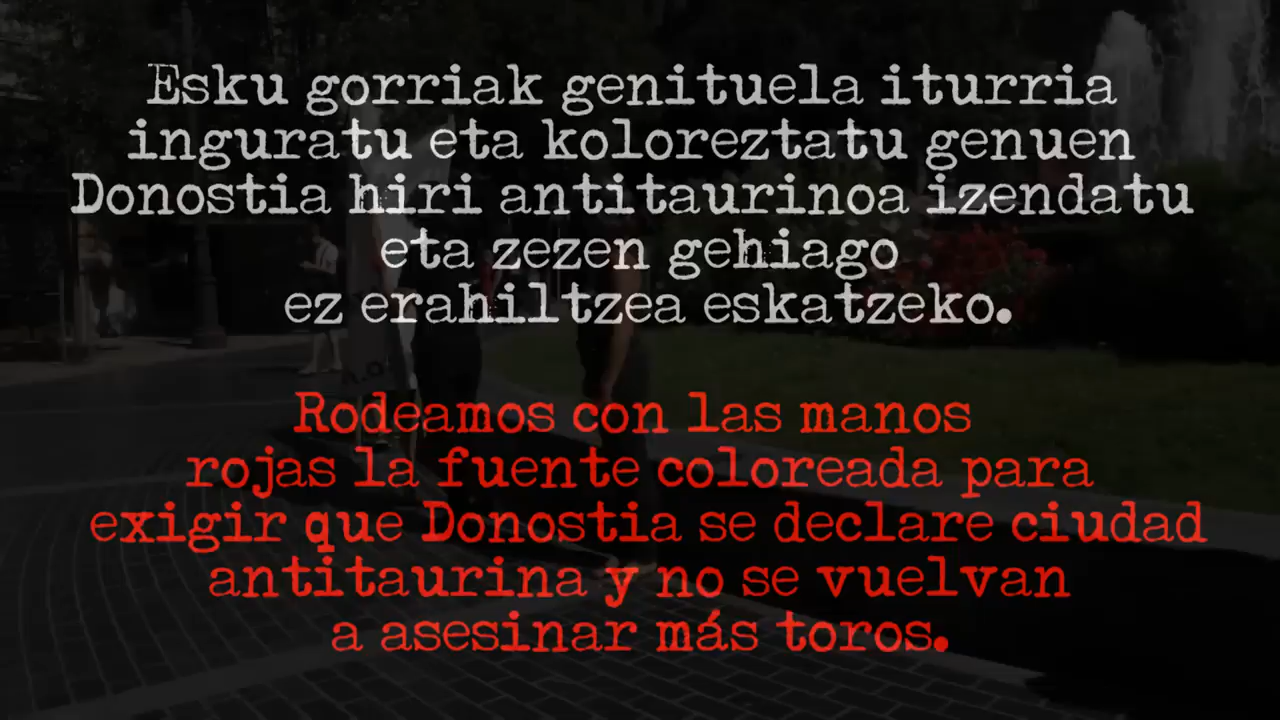 Esku gorriak genituela iturria
inguratu eta koloreztatu genuen
Donostia hiri antitaurinoa izendatu
eta zezen gehiago
ez erahiltzea eskatzeko.
Rodeamos con las manos
rojas la fuente coloreada para
exigir que Donostia se declare ciudad
antitaurina y no se vuelvan
a asesinar más toros.